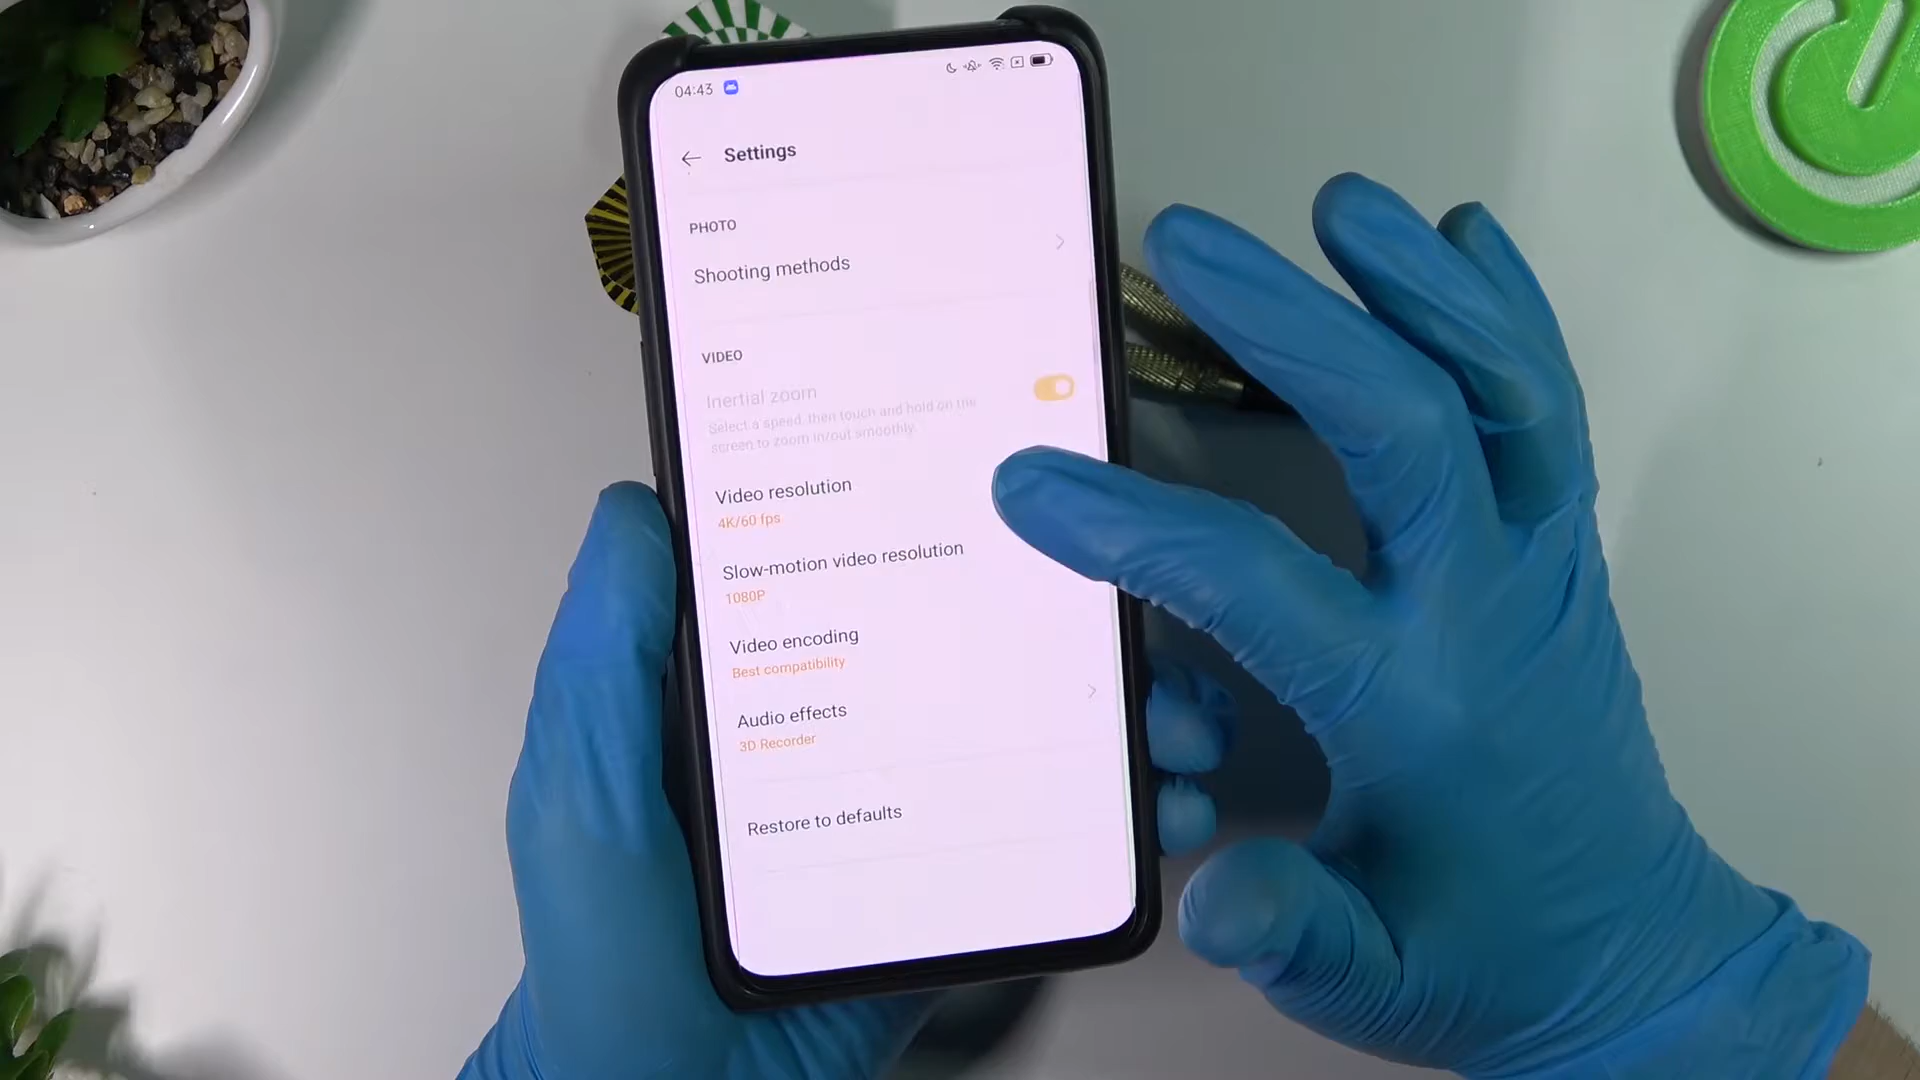 04:43
Settings
PHOTO
Shooting methods
VIDEO
Inertial zoom
Select a speed, then touch and hold on the
screen to zoom in/out smoothly.
Video resolution
4K/60 fps
Slow-motion video resolution
1080P
Video encoding
Best compatibility
Audio effects
3D Recorder
Restore to defaults